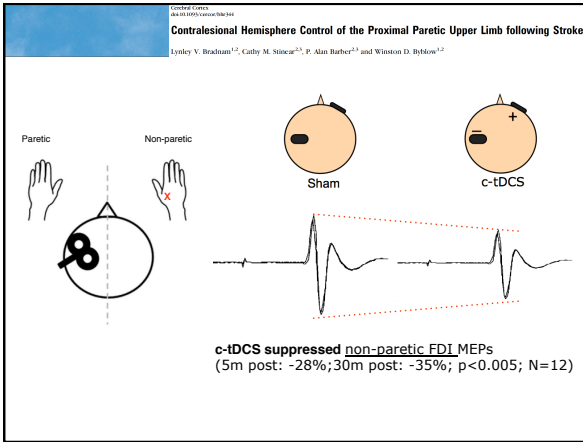 Cerebral Cortex
doi:10.1093/cercor/bhr344
Contralesional Hemisphere Control of the Proximal Paretic Upper Limb following Stroke
Lynley V. Bradnam1,2, Cathy M. Stinear2,3, P. Alan Barber2,3 and Winston D. Byblow1,2
Paretic
Non-paretic
X
+
–
Sham
c-tDCS
c-tDCS suppressed non-paretic FDI MEPs
(5m post: -28%;30m post: -35%; p<0.005; N=12)